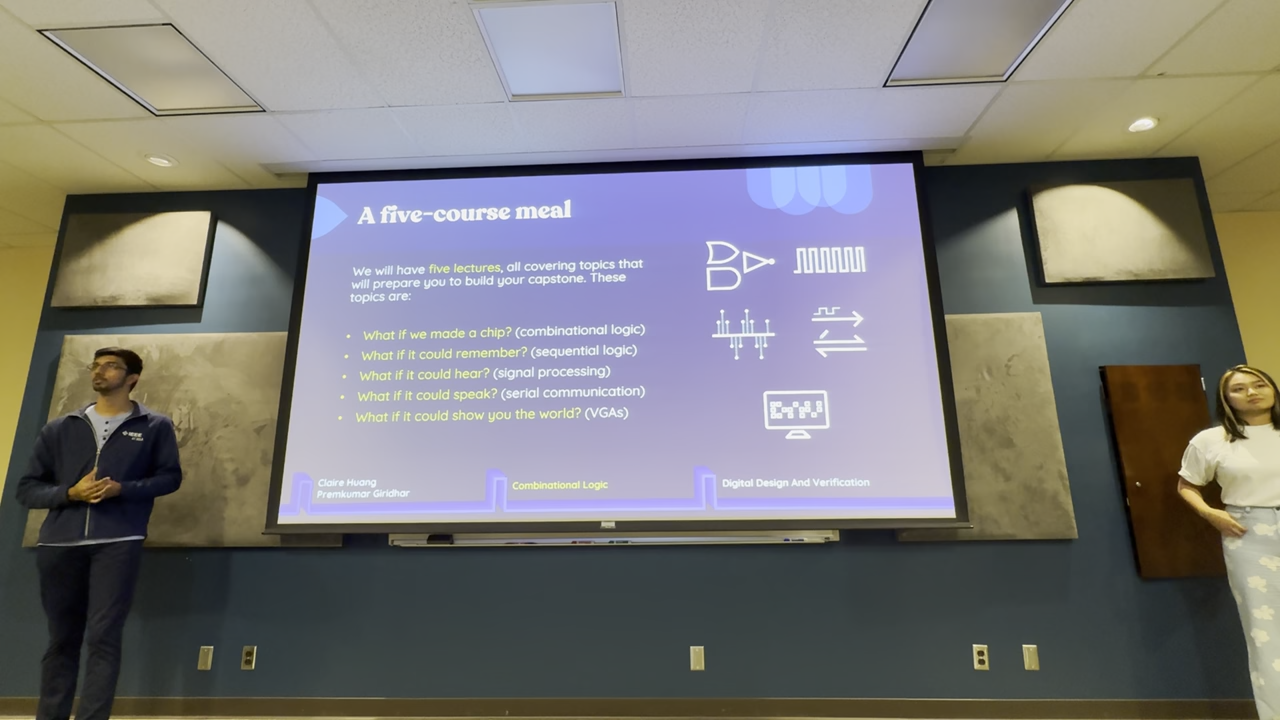 A five-course meal
We will have five lectures, all covering topics that
will prepare you to build your capstone. These
topics are:
• What if we made a chip? (combinational logic)
• What if it could remember? (sequential logic)
• What if it could hear? (signal processing)
• What if it could speak? (serial communication)
• What if it could show you the world? (VGAs)
Claire Huang
Premkumar Giridhar
Combinational Logic
Digital Design And Verification
IEEE